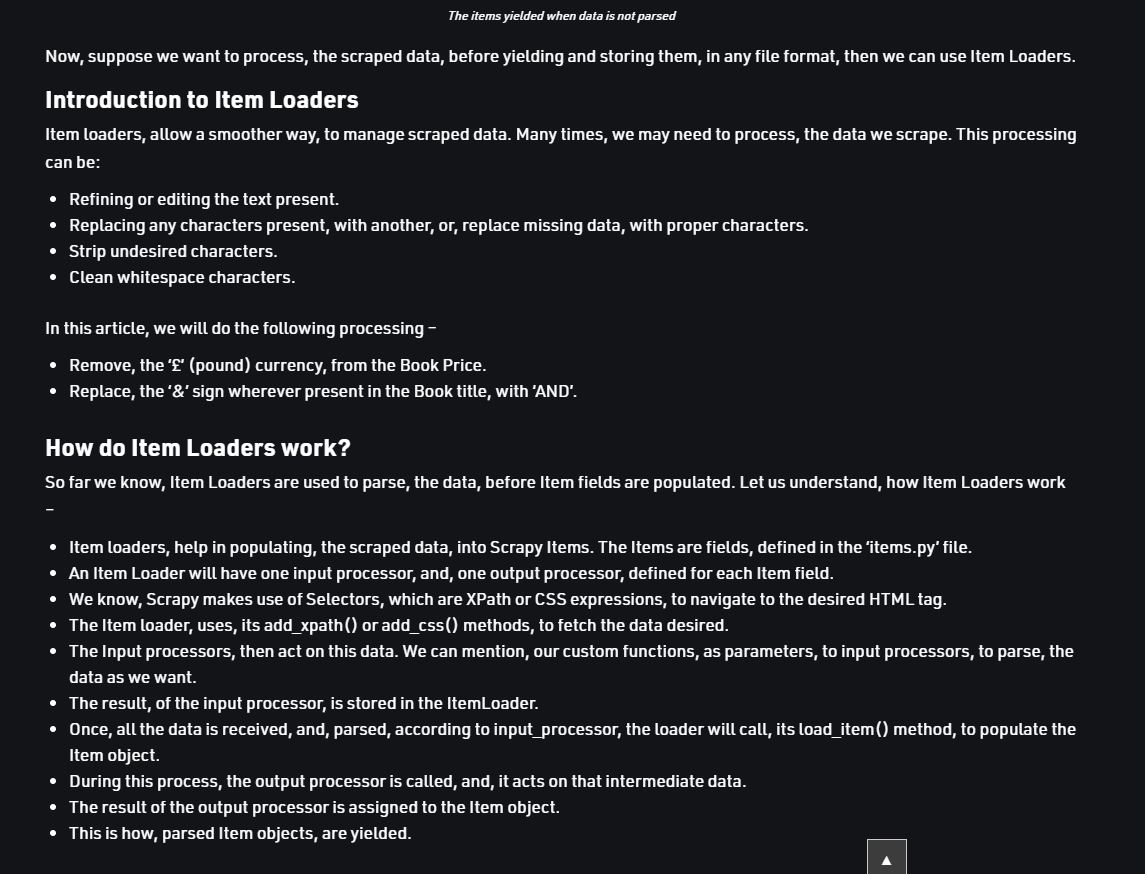 The items yielded when data is not parsed
Now, suppose we want to process, the scraped data, before yielding and storing them, in any file format, then we can use Item Loaders.
Introduction to Item Loaders
Item loaders, allow a smoother way, to manage scraped data. Many times, we may need to process, the data we scrape. This processing
can be:
• Refining or editing the text present.
• Replacing any characters present, with another, or, replace missing data, with proper characters.
• Strip undesired characters.
• Clean whitespace characters.
In this article, we will do the following processing –
• Remove, the ‘£’ (pound) currency, from the Book Price.
• Replace, the ‘&’ sign wherever present in the Book title, with ‘AND’.
How do Item Loaders work?
So far we know, Item Loaders are used to parse, the data, before Item fields are populated. Let us understand, how Item Loaders work
–
• Item loaders, help in populating, the scraped data, into Scrapy Items. The Items are fields, defined in the ‘items.py’ file.
• An Item Loader will have one input processor, and, one output processor, defined for each Item field.
• We know, Scrapy makes use of Selectors, which are XPath or CSS expressions, to navigate to the desired HTML tag.
• The Item loader, uses, its add_xpath() or add_css() methods, to fetch the data desired.
• The Input processors, then act on this data. We can mention, our custom functions, as parameters, to input processors, to parse, the
data as we want.
• The result, of the input processor, is stored in the ItemLoader.
• Once, all the data is received, and, parsed, according to input_processor, the loader will call, its load_item() method, to populate the
Item object.
• During this process, the output processor is called, and, it acts on that intermediate data.
• The result of the output processor is assigned to the Item object.
• This is how, parsed Item objects, are yielded.
▲